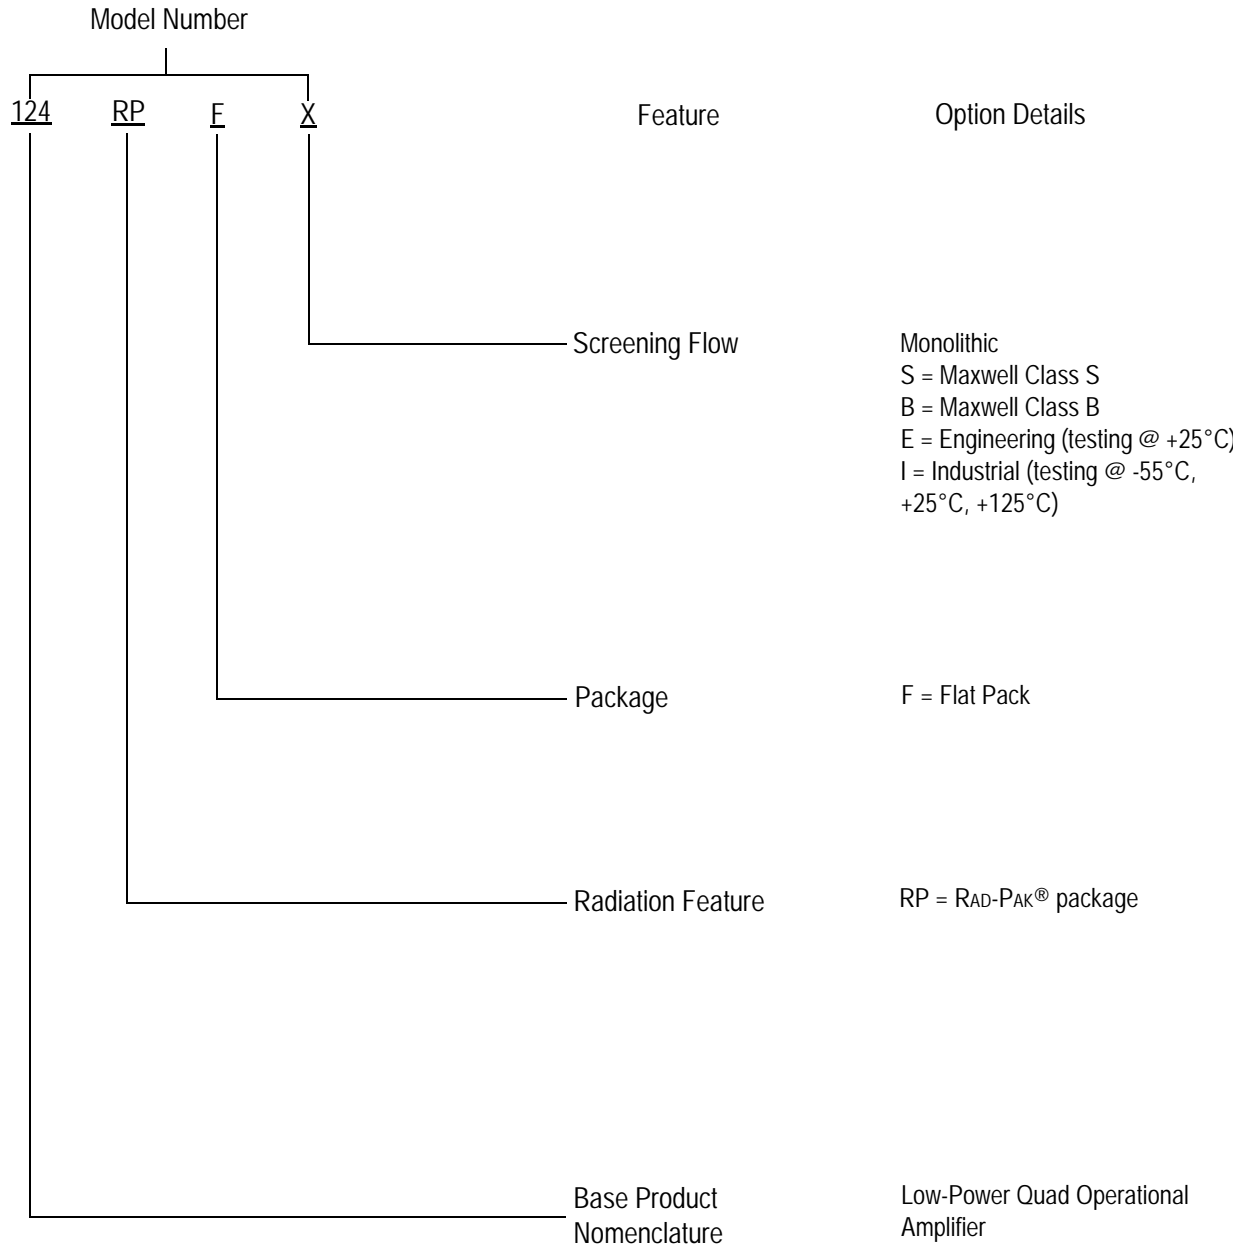 Model Number
124 RP F X Feature Option Details
Screening Flow
Monolithic
S = Maxwell Class S
B = Maxwell Class B
E = Engineering (testing @ +25°C)
I = Industrial (testing @ -55°C,
+25°C, +125°C)
Package
F = Flat Pack
Radiation Feature
RP = RAD-PAK® package
Base Product
Nomenclature
Low-Power Quad Operational
Amplifier